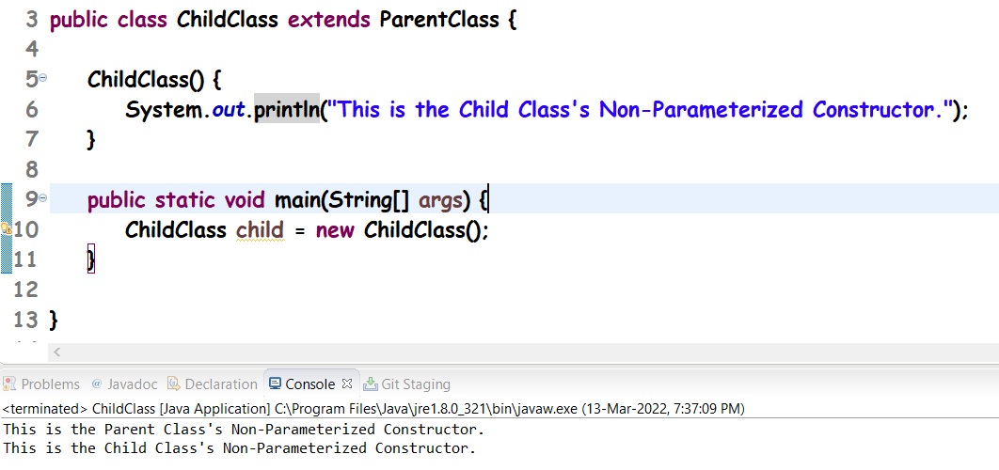 3 public class ChildClass extends ParentClass {
4
5 ChildClass() {
6 System.out.println("This is the Child Class's Non-Parameterized Constructor.");
7 }
8
9 public static void main(String[] args) {
10 ChildClass child = new ChildClass();
11 }
12
13 }
Problems @ Javadoc Declaration Console Git Staging
<terminated> ChildClass [Java Application] C:\Program Files\Java\jre1.8.0_321\bin\javaw.exe (13-Mar-2022, 7:37:09 PM)
This is the Parent Class's Non-Parameterized Constructor.
This is the Child Class's Non-Parameterized Constructor.